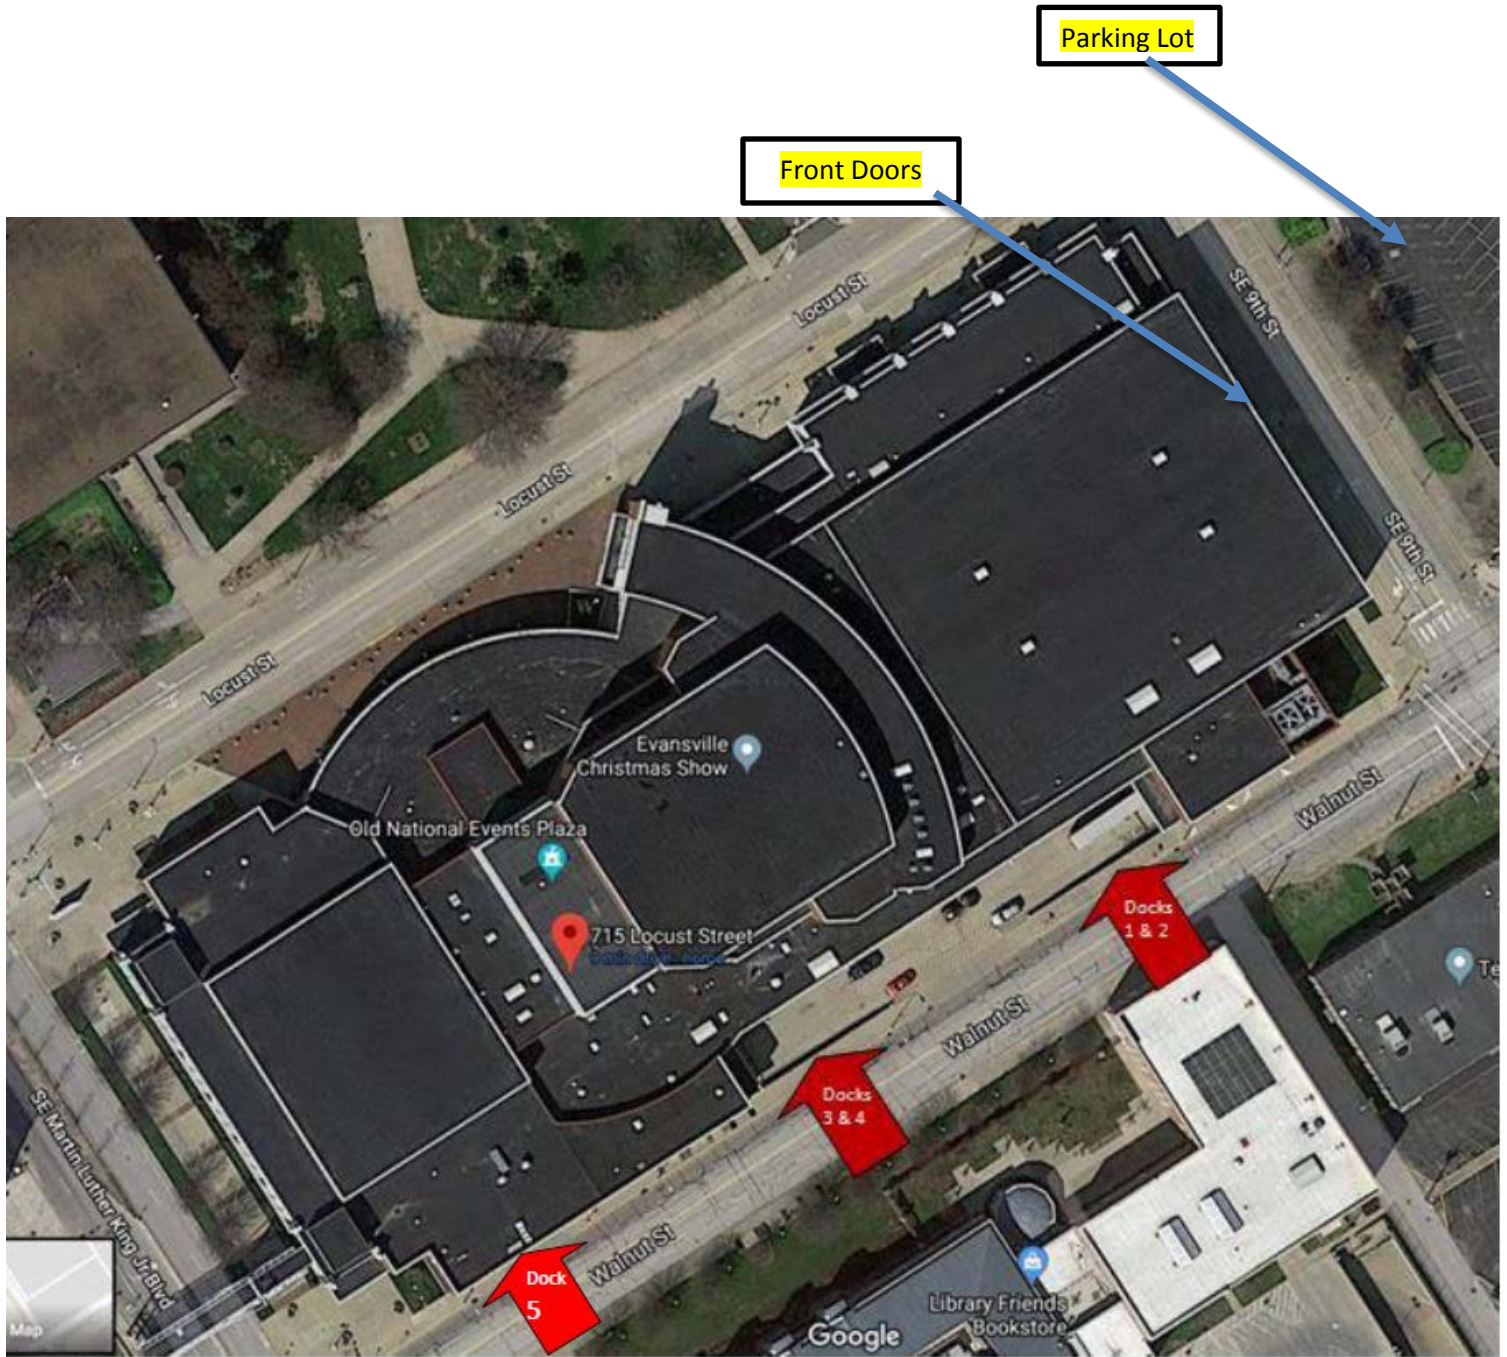 Parking Lot
Front Doors
Locust St
SE 9th St
Locust St
SE 9th St
W
Locust St
Evansville
Christmas Show
Walnut St
Old National Events Plaza
Docks
1 & 2
715 Locust Street
Te
Walnut St
Docks
3 & 4
SE Martin Luther King Jr Blvd
Walnut St
Dock
5
Library Friends
Bookstore
Map
Google